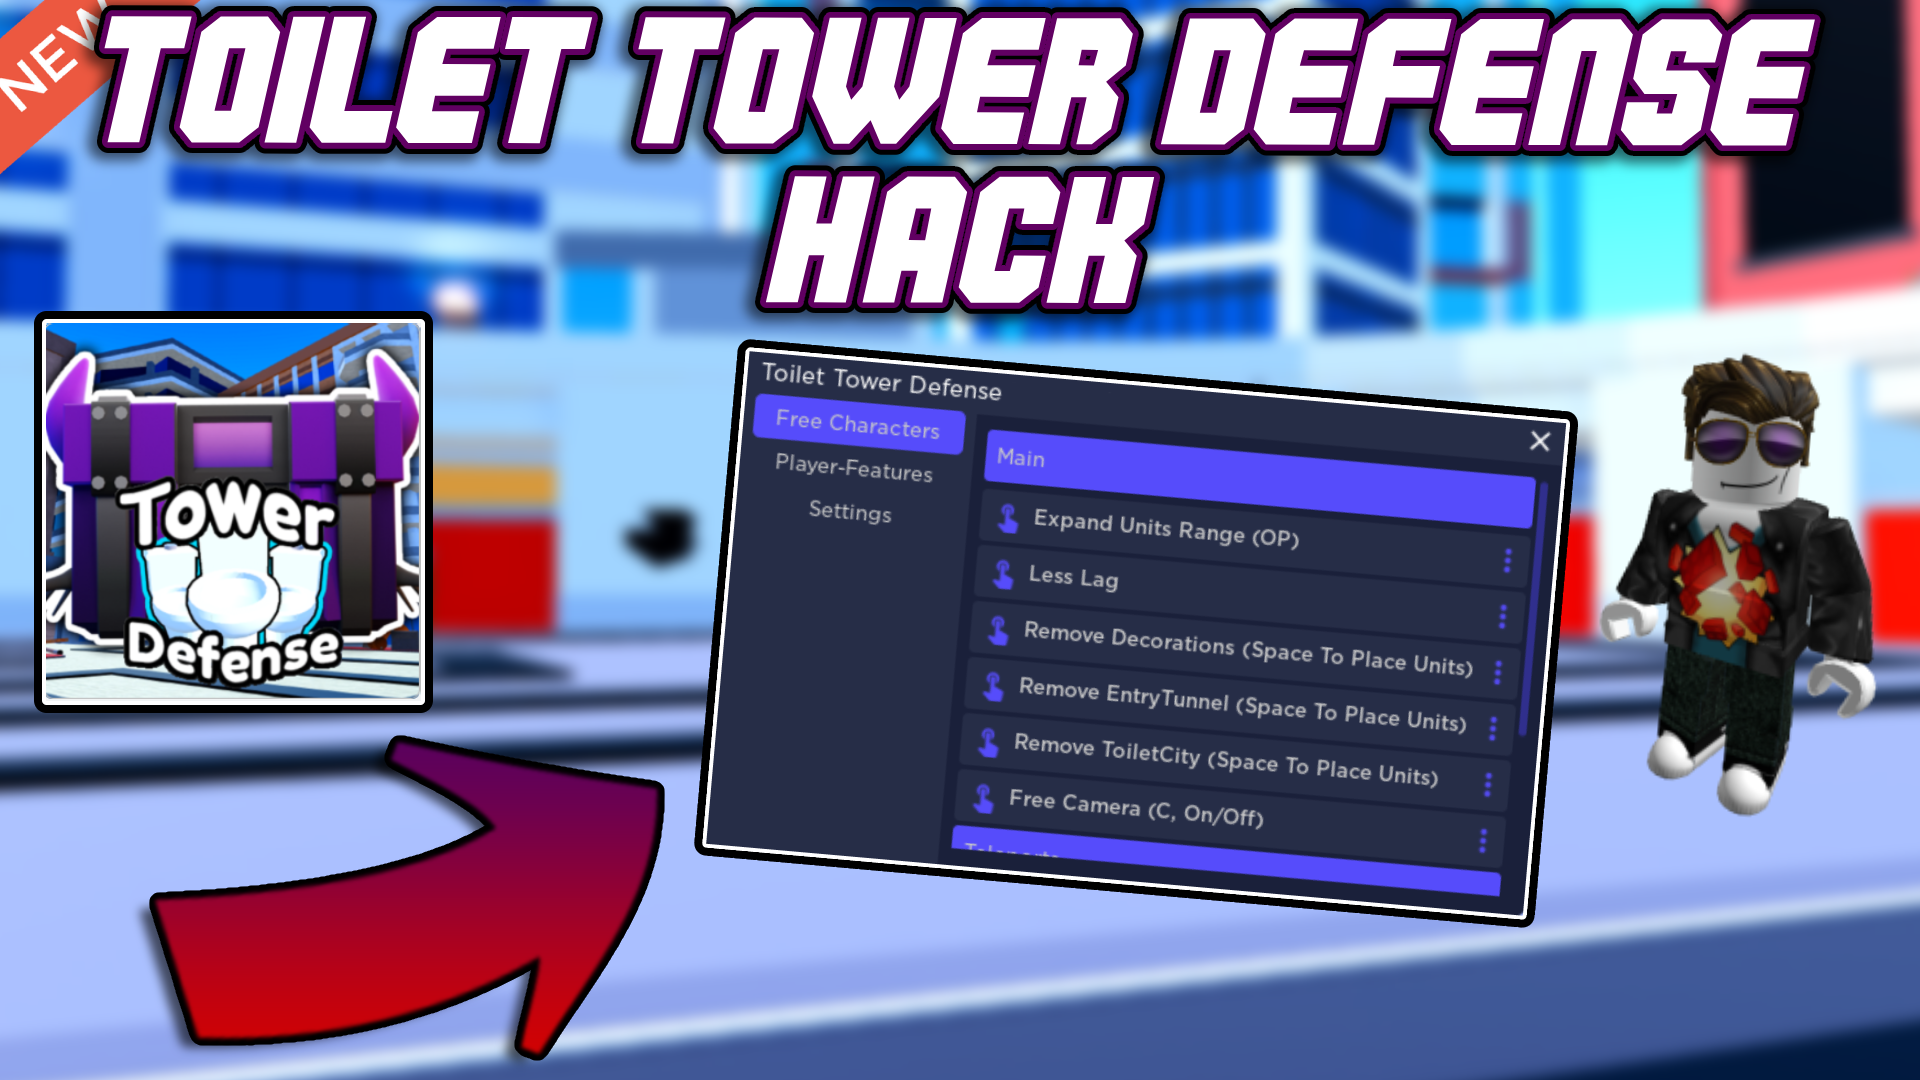 NEW
TOILET TOWER DEFENSE
HACK
Tower
Defense
Toilet Tower Defense
Free Characters
Player-Features
Settings
Main
Expand Units Range (OP)
Less Lag
Remove Decorations (Space To Place Units)
Remove EntryTunnel (Space To Place Units)
Remove ToiletCity (Space To Place Units)
Free Camera (C, On/Off)
Teleports